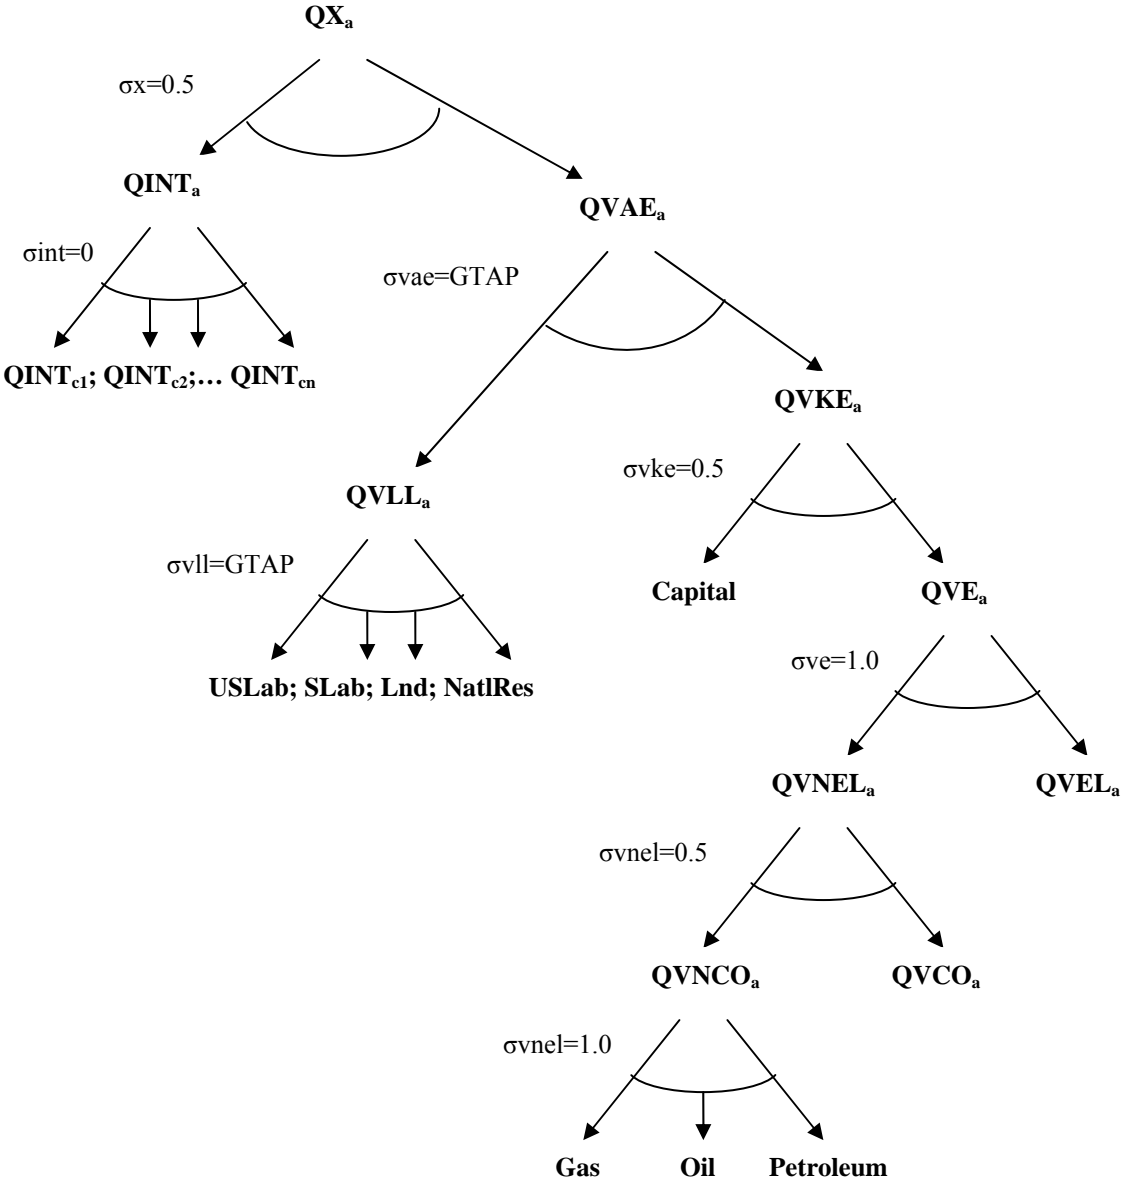 QXa
σx=0.5
QINTa
QVAEa
σint=0
σvae=GTAP
QINTc1; QINTc2;… QINTcn
QVKEa
σvke=0.5
QVLLa
σvll=GTAP
Capital
QVEa
σve=1.0
USLab; SLab; Lnd; NatlRes
QVNELa
QVELa
σvnel=0.5
QVNCOa
QVCOa
σvnel=1.0
Gas
Oil
Petroleum